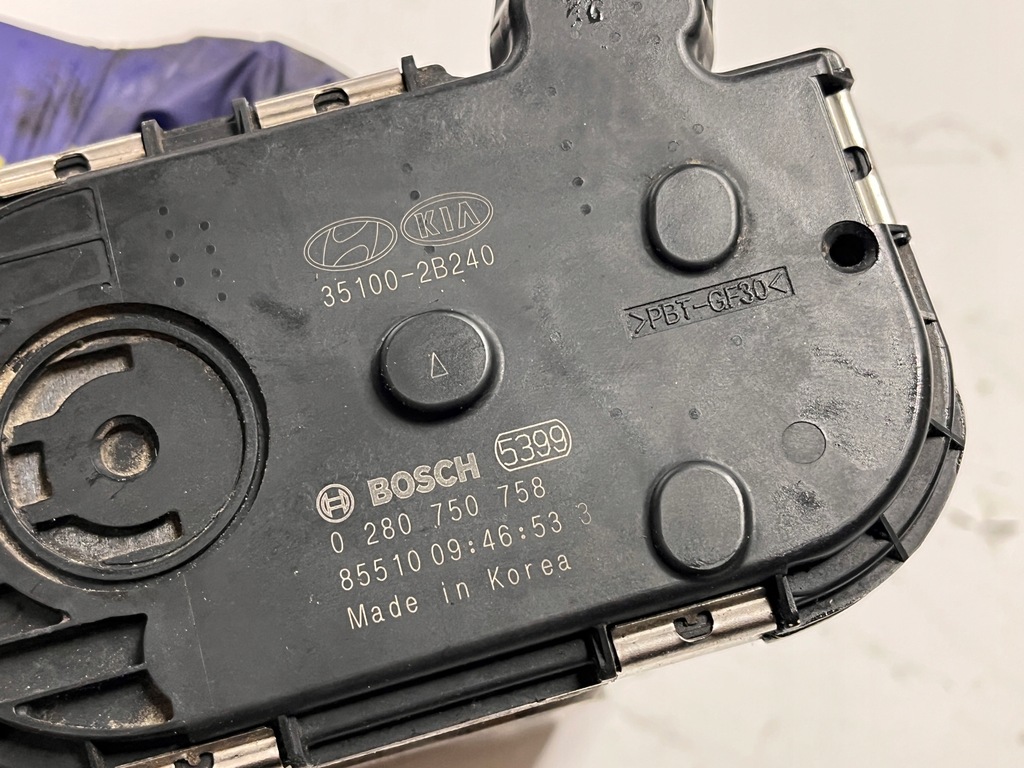 KIA
35100-2B240
>PBT-GF30<
BOSCH 5399
0 280 750 758
85510 09:46:53 3
Made in Korea